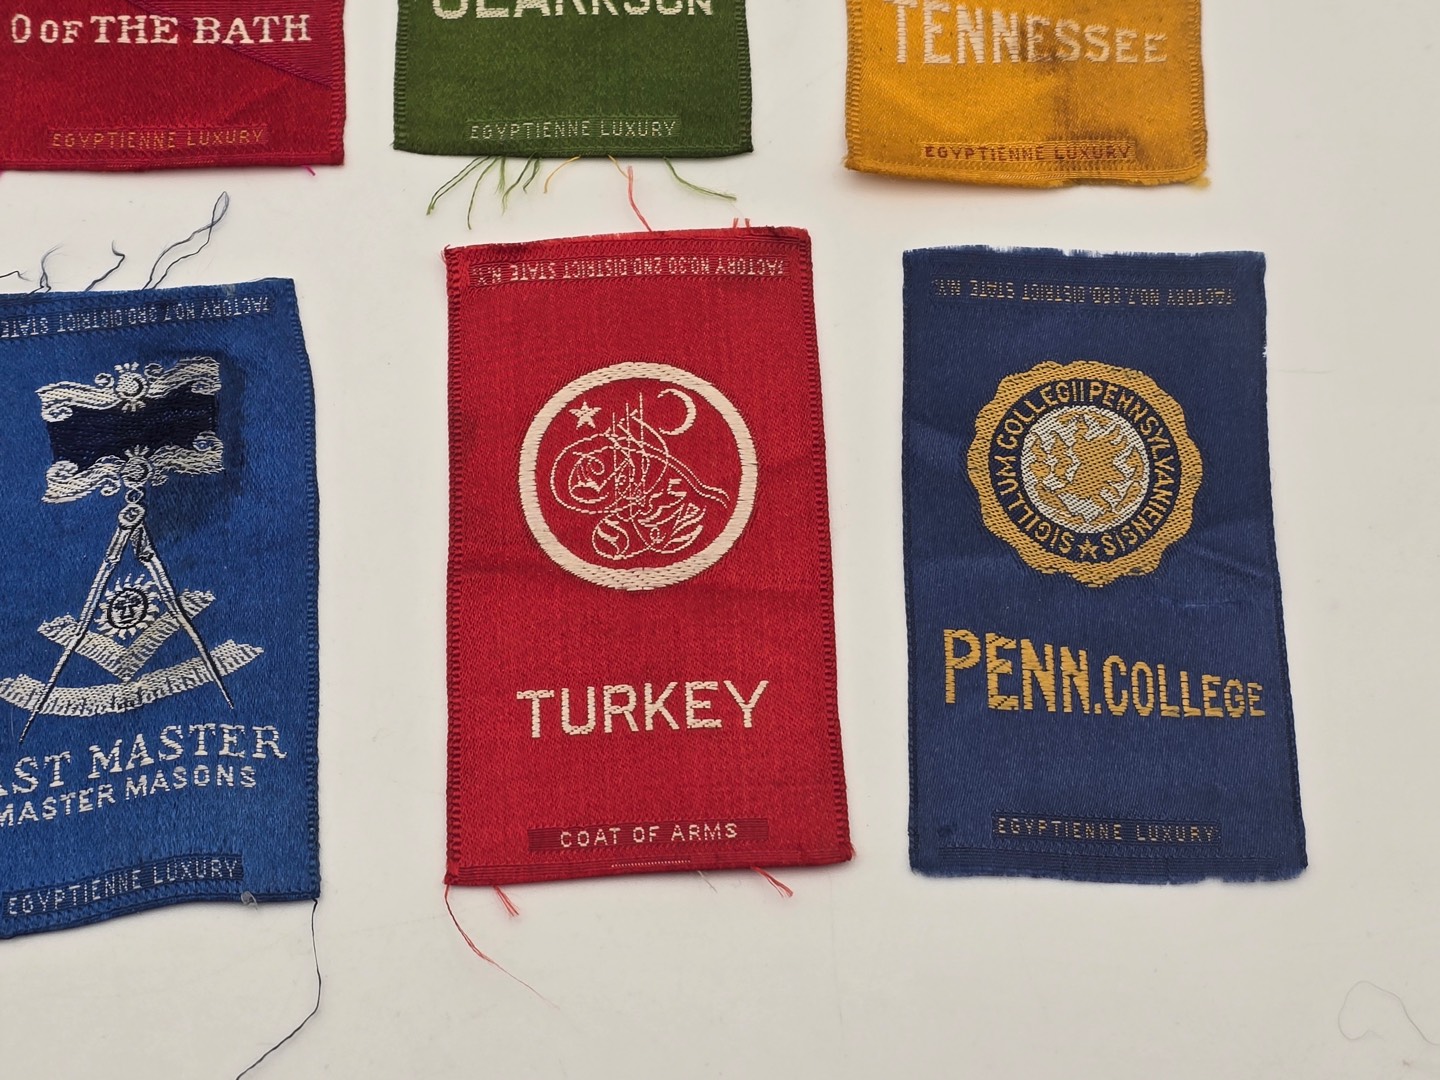 OF THE BATH
EGYPTIENNE LUXURY
CLARKSON
EGYPTIENNE LUXURY
TENNESSEE
EGYPTIENNE LUXURY
FACTORY NO.7.3RD.DISTRICT STATE
MASTER
MASTER MASONS
EGYPTIENNE LUXURY
FACTORY NO.30 2ND DISTRICT STATE N.Y.
TURKEY
COAT OF ARMS
FACTORY NO.7.3RD.DISTRICT STATE N.Y.
SIGILLUM COLLEGII PENNSYLVANIENSIS
PENN.COLLEGE
EGYPTIENNE LUXURY